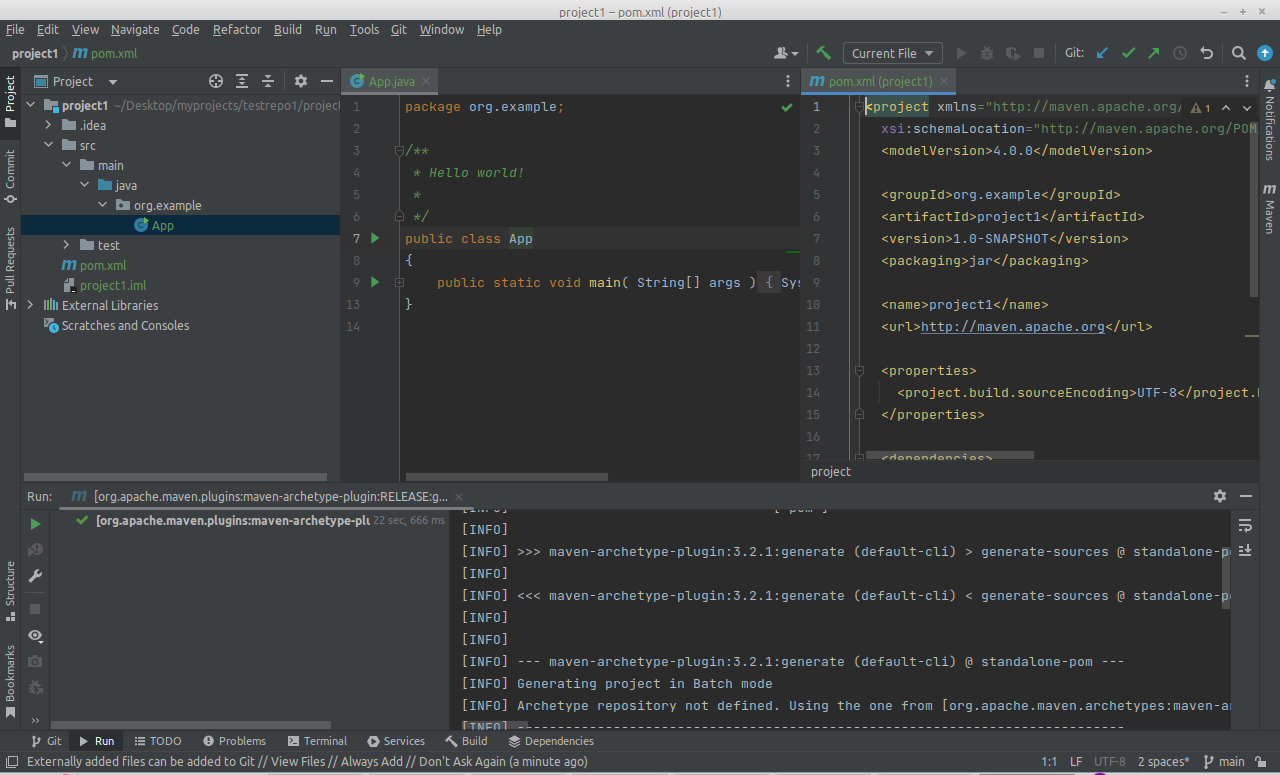 project1 – pom.xml (project1)
File Edit View Navigate Code Refactor Build Run Tools Git Window Help
project1 pom.xml
Current File
Git:
Project
Commit
Pull Requests
Structure
Bookmarks
Project
project1 ~/Desktop/myprojects/testrepo1/project
.idea
src
main
java
org.example
App
test
pom.xml
project1.iml
External Libraries
Scratches and Consoles
App.java
1 package org.example;
2
3 /**
4 * Hello world!
5 *
6 */
7 public class App
8 {
9 public static void main( String[] args ) { Sys
13 }
14
pom.xml (project1)
1
1 <project xmlns="http://maven.apache.org/
2 xsi:schemaLocation="http://maven.apache.org/POM
3 <modelVersion>4.0.0</modelVersion>
4
5 <groupId>org.example</groupId>
6 <artifactId>project1</artifactId>
7 <version>1.0-SNAPSHOT</version>
8 <packaging>jar</packaging>
9
10 <name>project1</name>
11 <url>http://maven.apache.org</url>
12
13 <properties>
14 <project.build.sourceEncoding>UTF-8</project.
15 </properties>
16
17 <dependencies>
project
Notifications
Maven
Run: [org.apache.maven.plugins:maven-archetype-plugin:RELEASE:g...
[org.apache.maven.plugins:maven-archetype-plu 22 sec, 666 ms
[INFO] [ pom ]
[INFO]
[INFO] >>> maven-archetype-plugin:3.2.1:generate (default-cli) > generate-sources @ standalone-po
[INFO]
[INFO] <<< maven-archetype-plugin:3.2.1:generate (default-cli) < generate-sources @ standalone-po
[INFO]
[INFO]
[INFO] --- maven-archetype-plugin:3.2.1:generate (default-cli) @ standalone-pom ---
[INFO] Generating project in Batch mode
[INFO] Archetype repository not defined. Using the one from [org.apache.maven.archetypes:maven-ar
[INFO] ----------------------------------------------------------------------------
Git Run TODO Problems Terminal Services Build Dependencies
Externally added files can be added to Git // View Files // Always Add // Don't Ask Again (a minute ago)
1:1 LF UTF-8 2 spaces* main